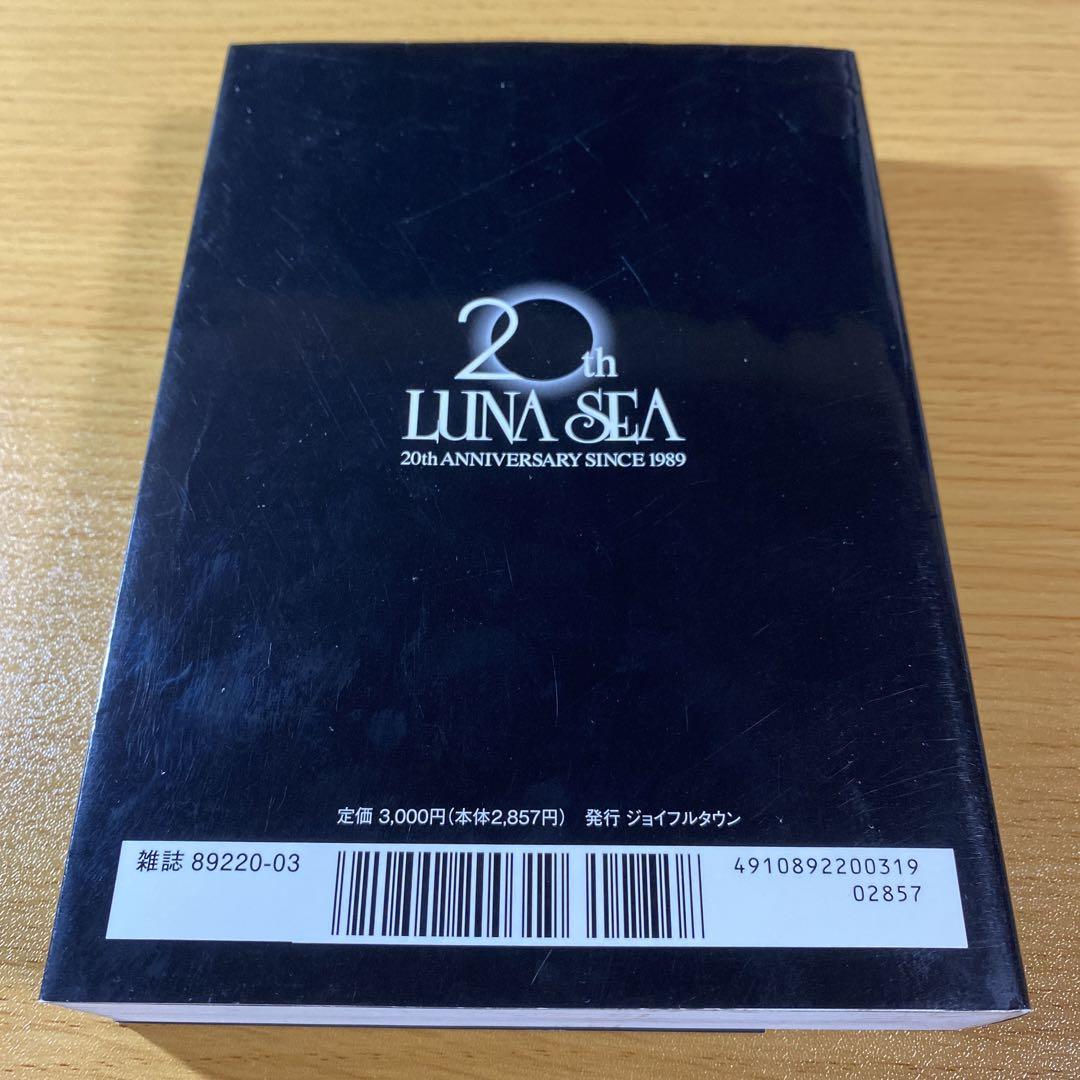 20th
LUNA SEA
20th ANNIVERSARY SINCE 1989
定価 3,000円(本体2,857円) 発行 ジョイフルタウン
雑誌 89220-03
4910892200319
02857